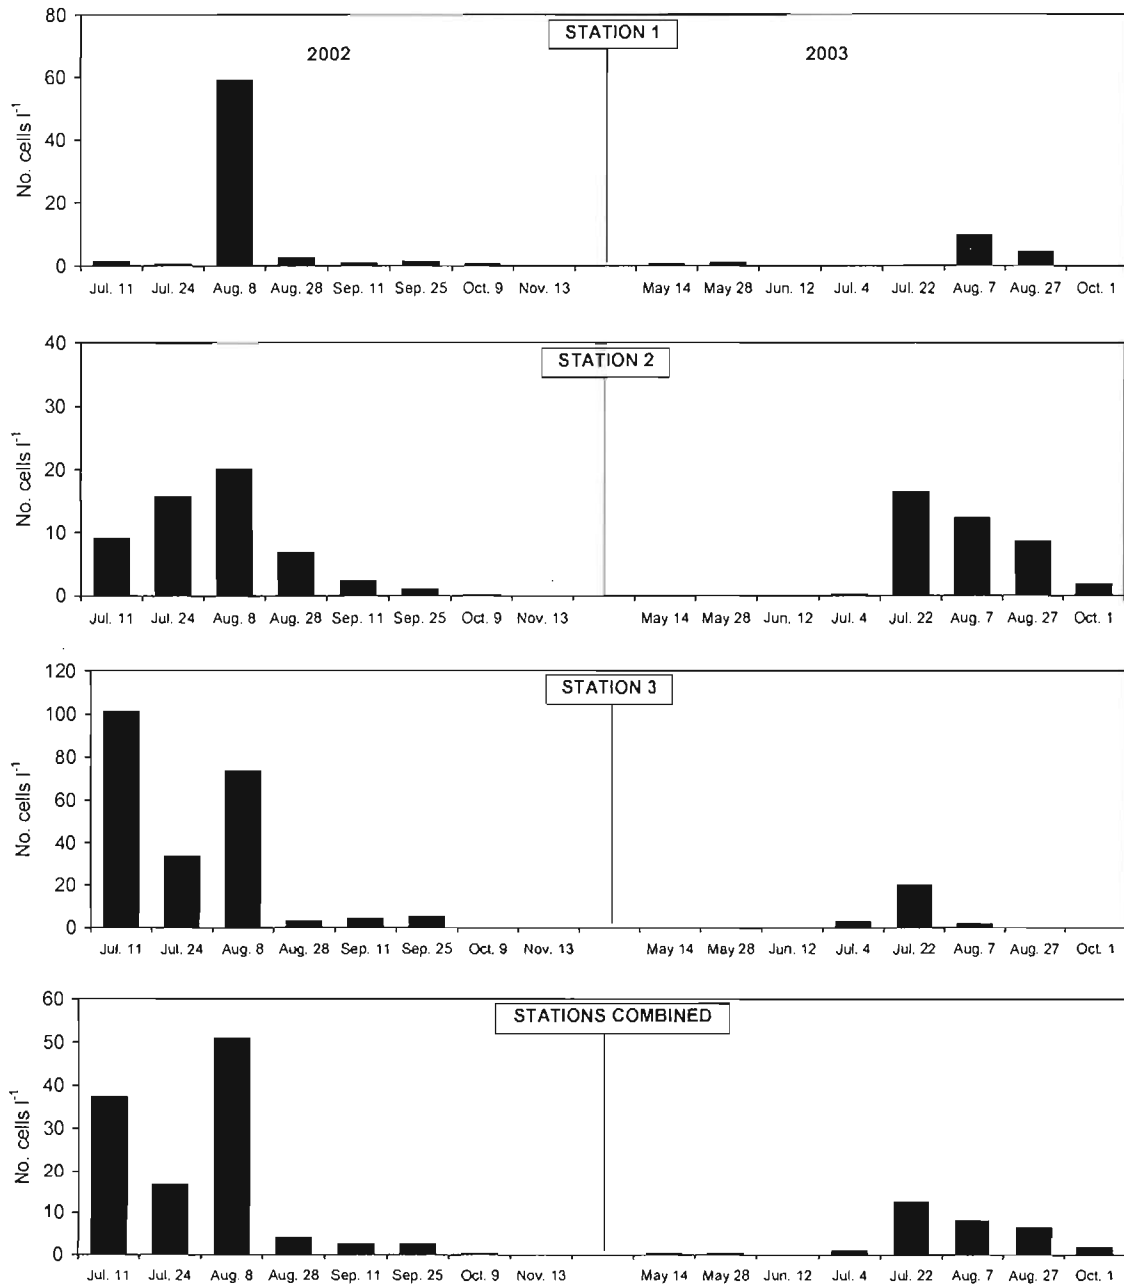 STATION 1
2002
2003
No. cells l-1
80
60
40
20
0
Jul. 11 Jul. 24 Aug. 8 Aug. 28 Sep. 11 Sep. 25 Oct. 9 Nov. 13 May 14 May 28 Jun. 12 Jul. 4 Jul. 22 Aug. 7 Aug. 27 Oct. 1
STATION 2
No. cells l-1
40
30
20
10
0
Jul. 11 Jul. 24 Aug. 8 Aug. 28 Sep. 11 Sep. 25 Oct. 9 Nov. 13 May 14 May 28 Jun. 12 Jul. 4 Jul. 22 Aug. 7 Aug. 27 Oct. 1
STATION 3
No. cells l-1
120
100
80
60
40
20
0
Jul. 11 Jul. 24 Aug. 8 Aug. 28 Sep. 11 Sep. 25 Oct. 9 Nov. 13 May 14 May 28 Jun. 12 Jul. 4 Jul. 22 Aug. 7 Aug. 27 Oct. 1
STATIONS COMBINED
No. cells l-1
60
50
40
30
20
10
0
Jul. 11 Jul. 24 Aug. 8 Aug. 28 Sep. 11 Sep. 25 Oct. 9 Nov. 13 May 14 May 28 Jun. 12 Jul. 4 Jul. 22 Aug. 7 Aug. 27 Oct. 1